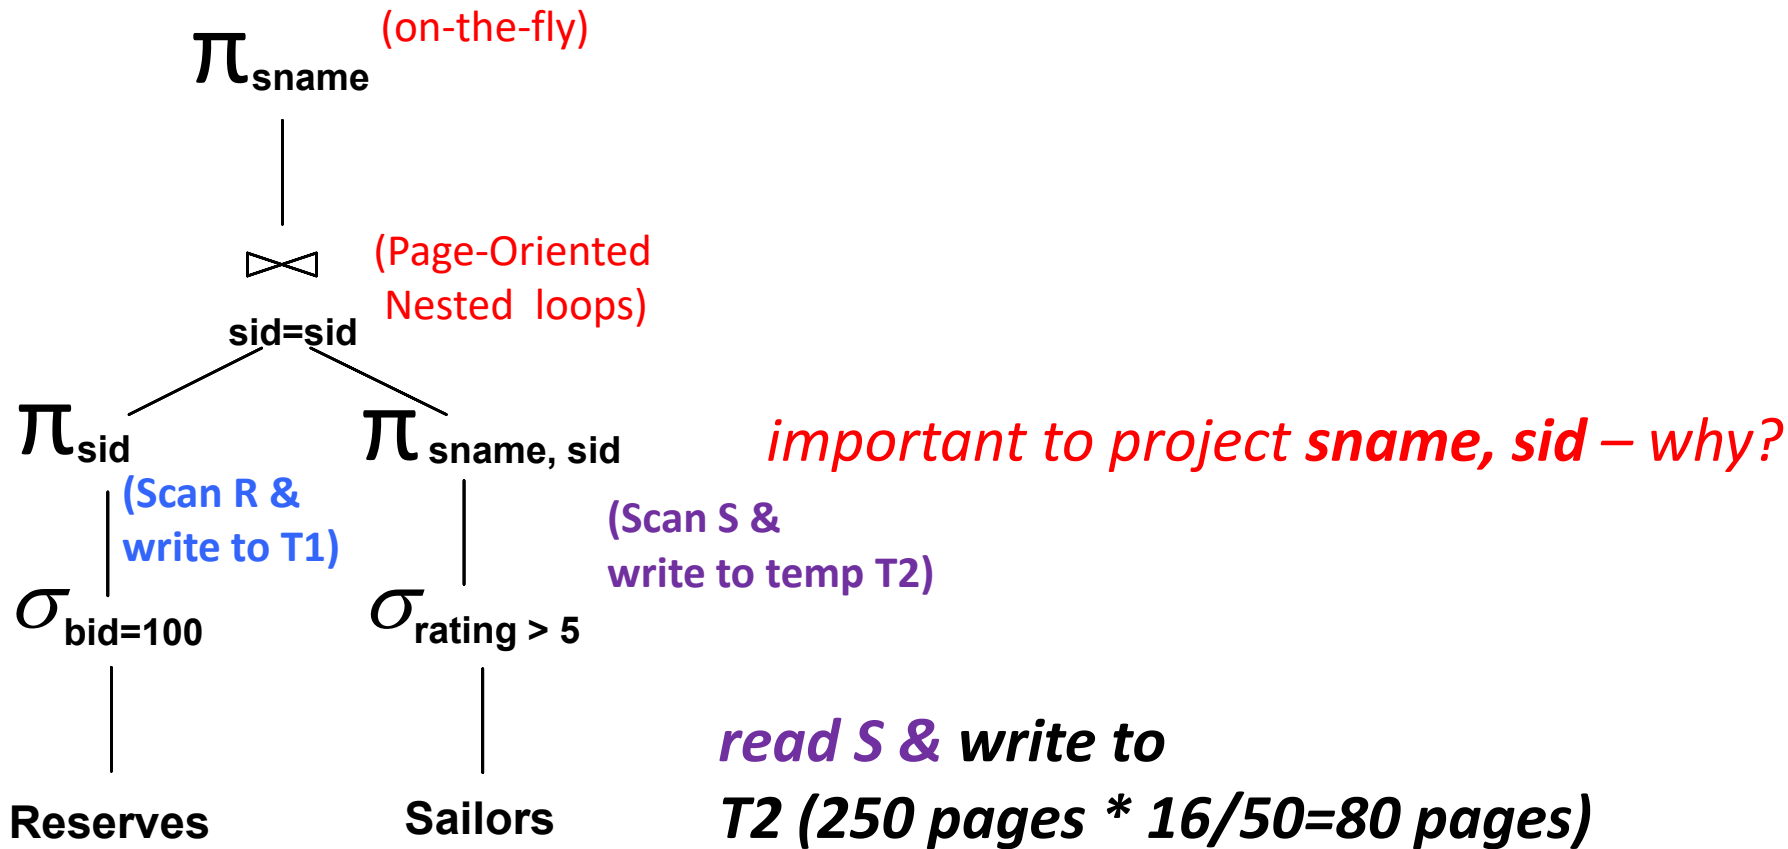 π sname (on-the-fly)
⋈ (Page-Oriented
Nested loops)
sid=sid
π sid π sname, sid important to project sname, sid – why?
(Scan R &
write to T1)
(Scan S &
write to temp T2)
σ bid=100 σ rating > 5
read S & write to
Reserves Sailors T2 (250 pages * 16/50=80 pages)